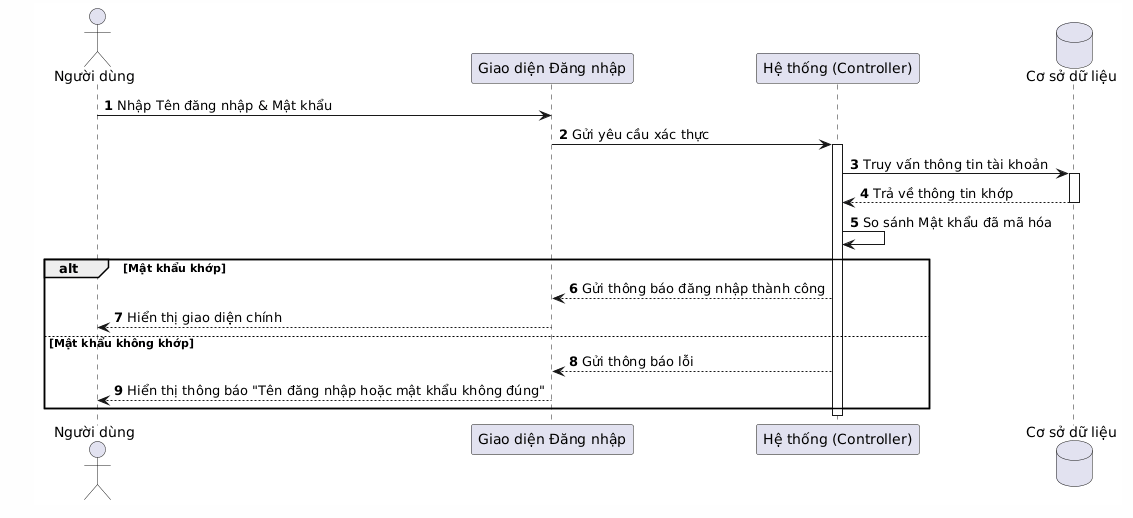 Người dùng
Giao diện Đăng nhập
Hệ thống (Controller)
Cơ sở dữ liệu
1 Nhập Tên đăng nhập & Mật khẩu
2 Gửi yêu cầu xác thực
3 Truy vấn thông tin tài khoản
4 Trả về thông tin khớp
5 So sánh Mật khẩu đã mã hóa
alt [Mật khẩu khớp]
6 Gửi thông báo đăng nhập thành công
7 Hiển thị giao diện chính
[Mật khẩu không khớp]
8 Gửi thông báo lỗi
9 Hiển thị thông báo "Tên đăng nhập hoặc mật khẩu không đúng"
Người dùng
Giao diện Đăng nhập
Hệ thống (Controller)
Cơ sở dữ liệu